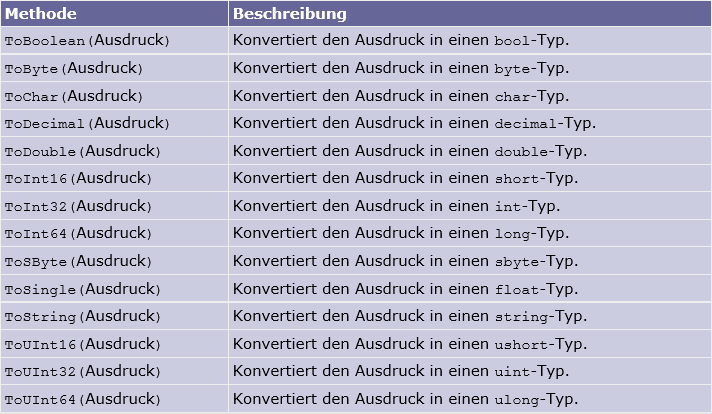 Methode Beschreibung
ToBoolean(Ausdruck) Konvertiert den Ausdruck in einen bool-Typ.
ToByte(Ausdruck) Konvertiert den Ausdruck in einen byte-Typ.
ToChar(Ausdruck) Konvertiert den Ausdruck in einen char-Typ.
ToDecimal(Ausdruck) Konvertiert den Ausdruck in einen decimal-Typ.
ToDouble(Ausdruck) Konvertiert den Ausdruck in einen double-Typ.
ToInt16(Ausdruck) Konvertiert den Ausdruck in einen short-Typ.
ToInt32(Ausdruck) Konvertiert den Ausdruck in einen int-Typ.
ToInt64(Ausdruck) Konvertiert den Ausdruck in einen long-Typ.
ToSByte(Ausdruck) Konvertiert den Ausdruck in einen sbyte-Typ.
ToSingle(Ausdruck) Konvertiert den Ausdruck in einen float-Typ.
ToString(Ausdruck) Konvertiert den Ausdruck in einen string-Typ.
ToUInt16(Ausdruck) Konvertiert den Ausdruck in einen ushort-Typ.
ToUInt32(Ausdruck) Konvertiert den Ausdruck in einen uint-Typ.
ToUInt64(Ausdruck) Konvertiert den Ausdruck in einen ulong-Typ.